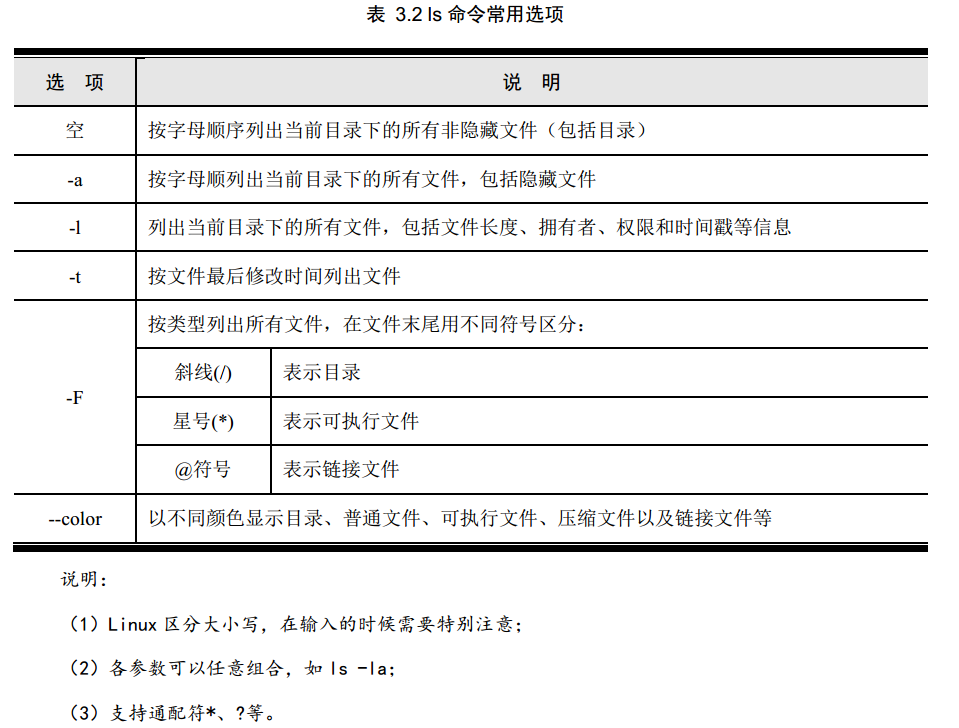 表 3.2 ls 命令常用选项
选 项 说 明
空 按字母顺序列出当前目录下的所有非隐藏文件（包括目录）
-a 按字母顺列出当前目录下的所有文件，包括隐藏文件
-l 列出当前目录下的所有文件，包括文件长度、拥有者、权限和时间戳等信息
-t 按文件最后修改时间列出文件
-F 按类型列出所有文件，在文件末尾用不同符号区分：
斜线(/) 表示目录
星号(*) 表示可执行文件
@符号 表示链接文件
--color 以不同颜色显示目录、普通文件、可执行文件、压缩文件以及链接文件等
说明：
（1）Linux 区分大小写，在输入的时候需要特别注意；
（2）各参数可以任意组合，如 ls -la；
（3）支持通配符*、?等。